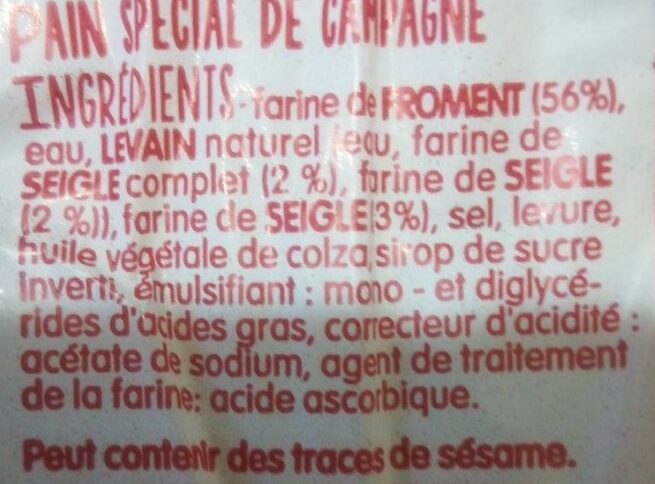 PAIN SPÉCIAL DE CAMPAGNE
INGRÉDIENTS - farine de FROMENT (56%),
eau, LEVAIN naturel (eau, farine de
SEIGLE complet (2 %), farine de SEIGLE
(2 %)), farine de SEIGLE(3%), sel, levure,
huile végétale de colza,sirop de sucre
inverti, émulsifiant : mono - et diglycé-
rides d'acides gras, correcteur d'acidité :
acétate de sodium, agent de traitement
de la farine: acide ascorbique.
Peut contenir des traces de sésame.